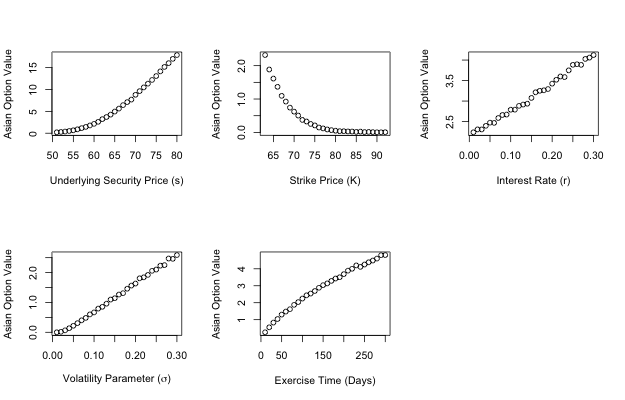 Asian Option Value
15
10
5
0
50 55 60 65 70 75 80
Underlying Security Price (s)
Asian Option Value
2.0
1.0
0.0
65 70 75 80 85 90
Strike Price (K)
Asian Option Value
3.5
2.5
0.00 0.10 0.20 0.30
Interest Rate (r)
Asian Option Value
2.0
1.0
0.0
0.00 0.10 0.20 0.30
Volatility Parameter (σ)
Asian Option Value
4
3
2
1
0 50 150 250
Exercise Time (Days)